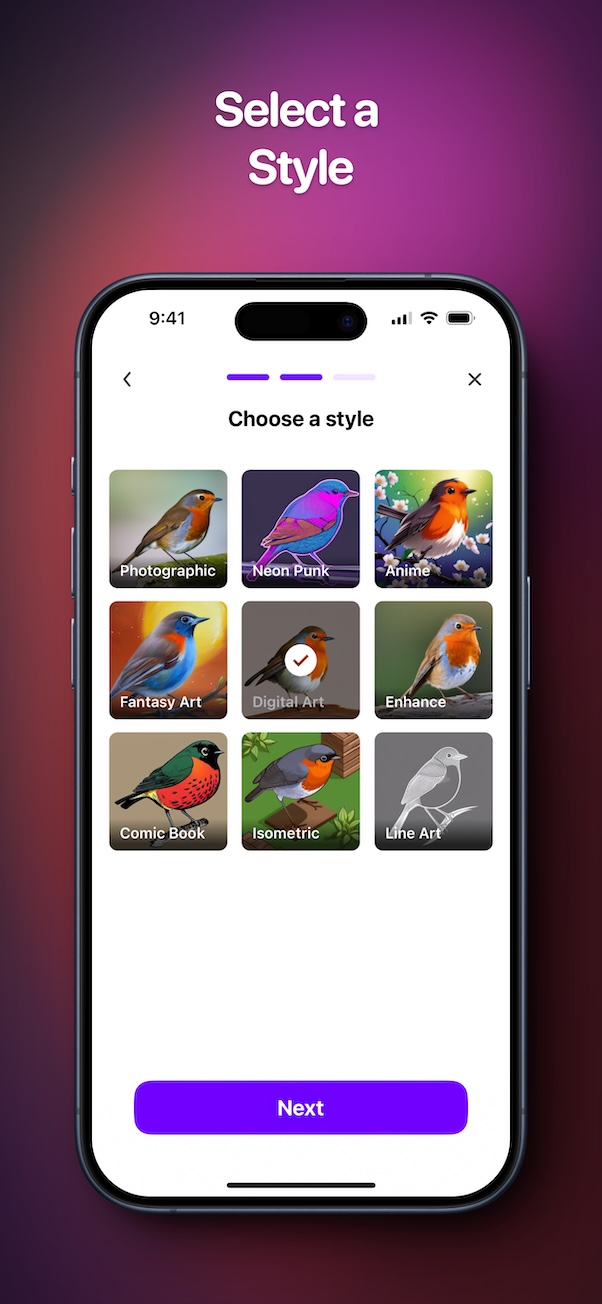 Select a
Style
9:41
Choose a style
Photographic
Neon Punk
Anime
Fantasy Art
Digital Art
Enhance
Comic Book
Isometric
Line Art
Next